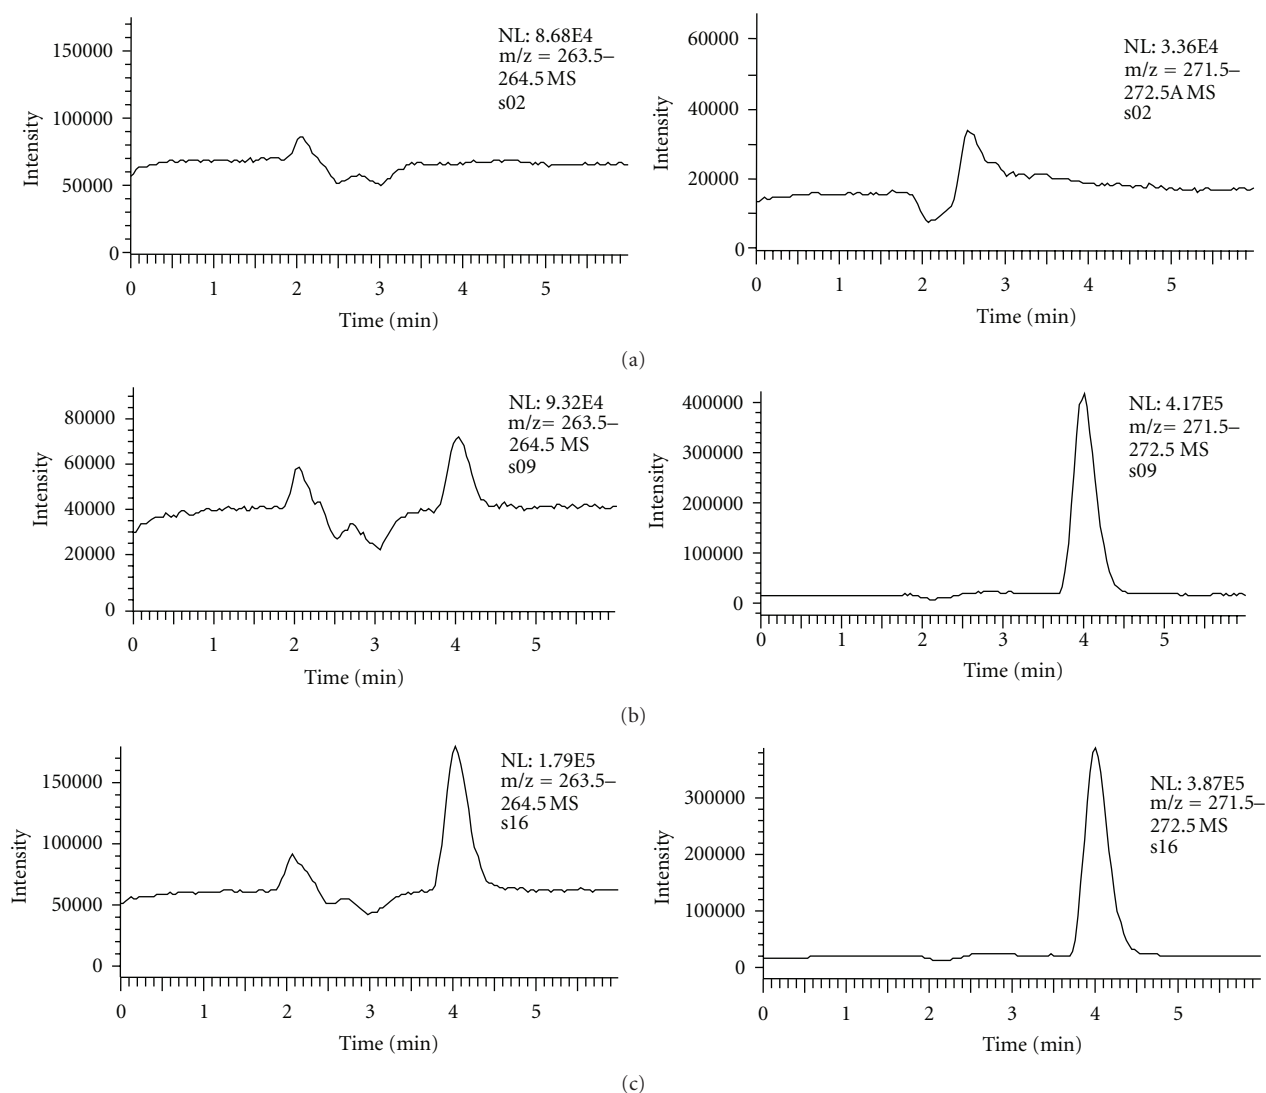 150000
100000
50000
0
Intensity
NL: 8.68E4
m/z = 263.5–
264.5 MS
s02
0 1 2 3 4 5
Time (min)
60000
40000
20000
0
Intensity
NL: 3.36E4
m/z = 271.5–
272.5A MS
s02
0 1 2 3 4 5
Time (min)
(a)
80000
60000
40000
20000
0
Intensity
NL: 9.32E4
m/z= 263.5–
264.5 MS
s09
0 1 2 3 4 5
Time (min)
400000
300000
200000
100000
0
Intensity
NL: 4.17E5
m/z = 271.5–
272.5 MS
s09
0 1 2 3 4 5
Time (min)
(b)
150000
100000
50000
0
Intensity
NL: 1.79E5
m/z = 263.5–
264.5 MS
s16
0 1 2 3 4 5
Time (min)
300000
200000
100000
0
Intensity
NL: 3.87E5
m/z = 271.5–
272.5 MS
s16
0 1 2 3 4 5
Time (min)
(c)